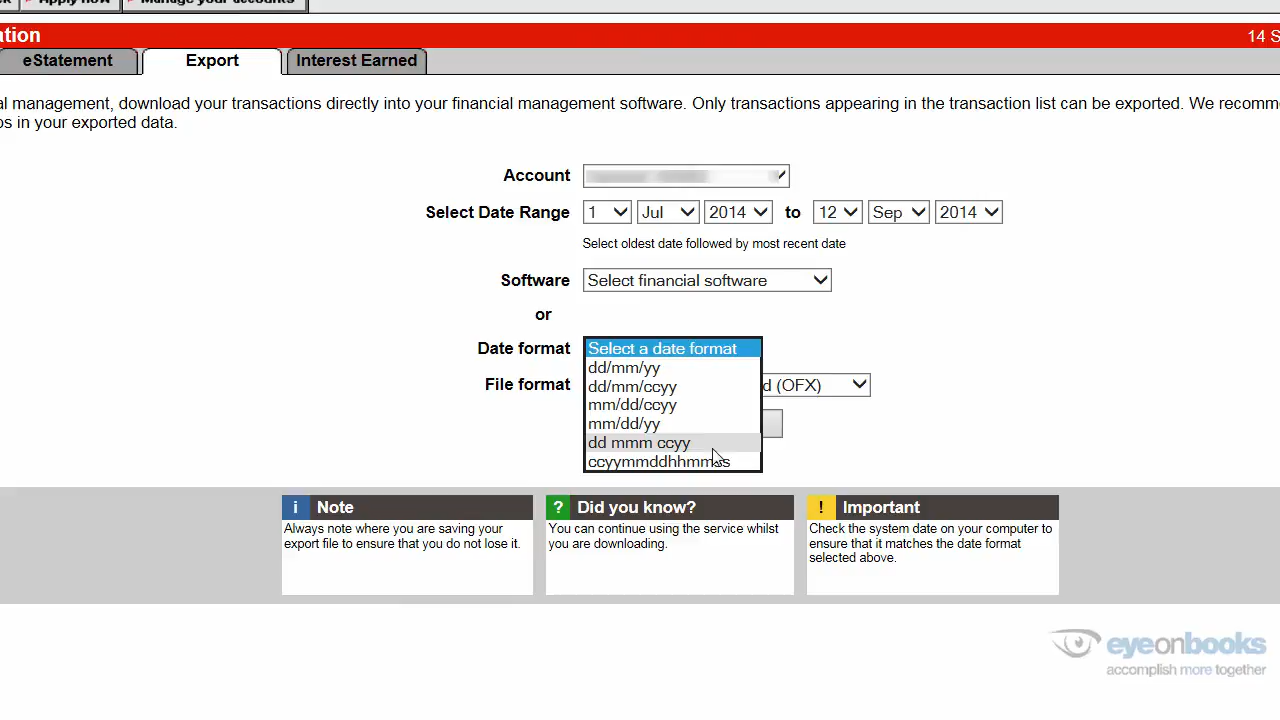 Apply now Manage your accounts
ation 14 S
eStatement Export Interest Earned
al management, download your transactions directly into your financial management software. Only transactions appearing in the transaction list can be exported. We recomme
os in your exported data.
Account
Select Date Range 1 Jul 2014 to 12 Sep 2014
Select oldest date followed by most recent date
Software Select financial software
or
Date format Select a date format
dd/mm/yy
File format d (OFX)
dd/mm/ccyy
mm/dd/ccyy
mm/dd/yy
dd mmm ccyy
ccyymmddhhmmss
i Note
Always note where you are saving your
export file to ensure that you do not lose it.
? Did you know?
You can continue using the service whilst
you are downloading.
! Important
Check the system date on your computer to
ensure that it matches the date format
selected above.
eyeonbooks
accomplish more together